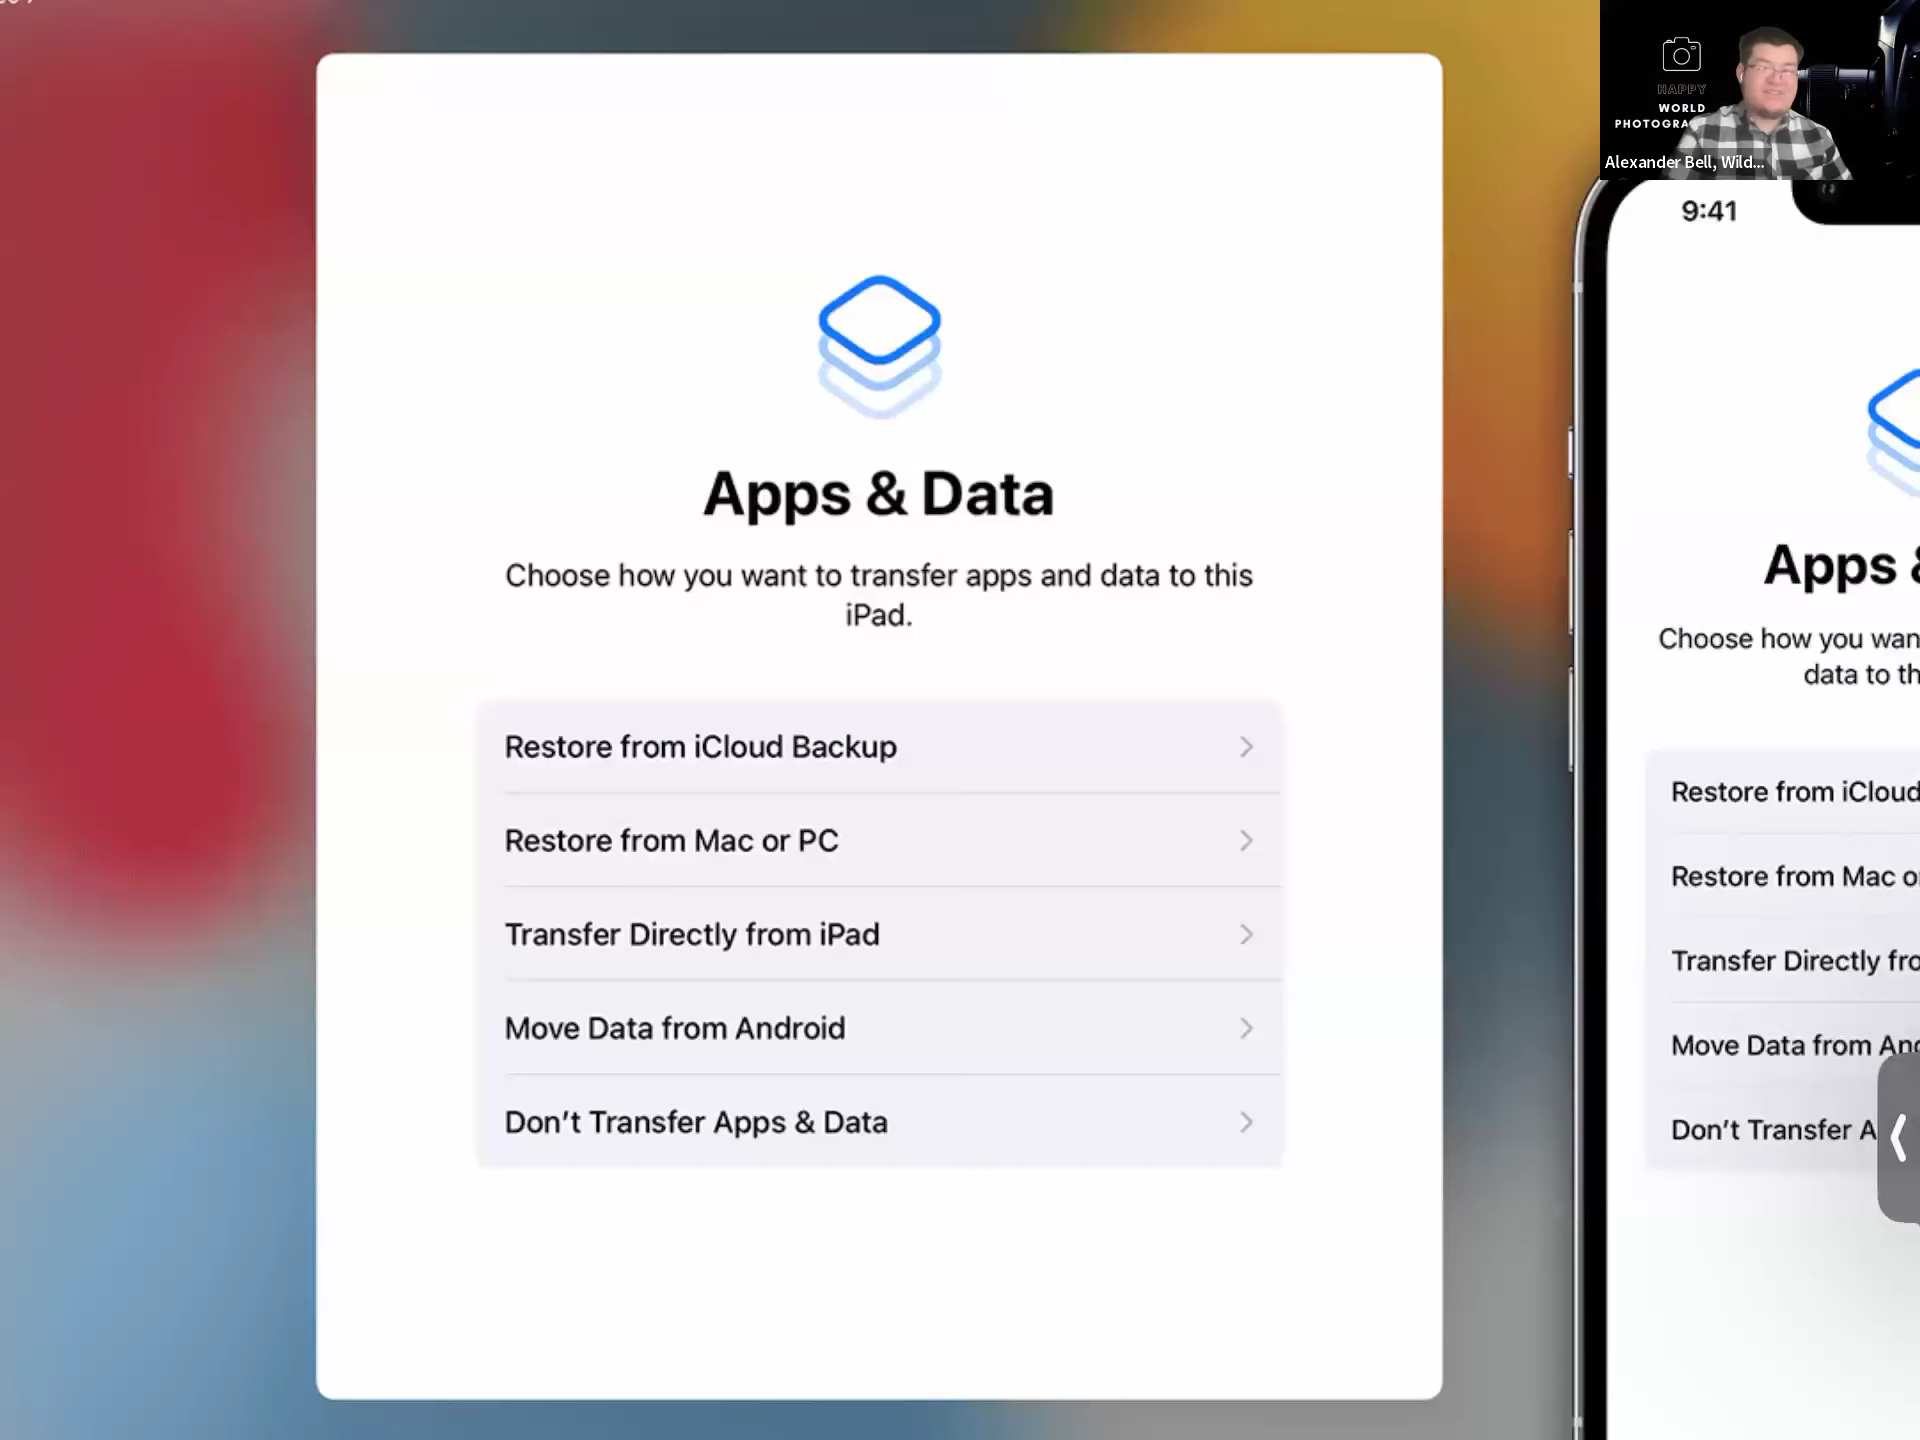 HAPPY
WORLD
PHOTOGRA
Alexander Bell, Wild...
Apps & Data
Choose how you want to transfer apps and data to this
iPad.
Restore from iCloud Backup
Restore from Mac or PC
Transfer Directly from iPad
Move Data from Android
Don't Transfer Apps & Data
9:41
Apps &
Choose how you wan
data to th
Restore from iCloud
Restore from Mac or
Transfer Directly fro
Move Data from And
Don't Transfer A